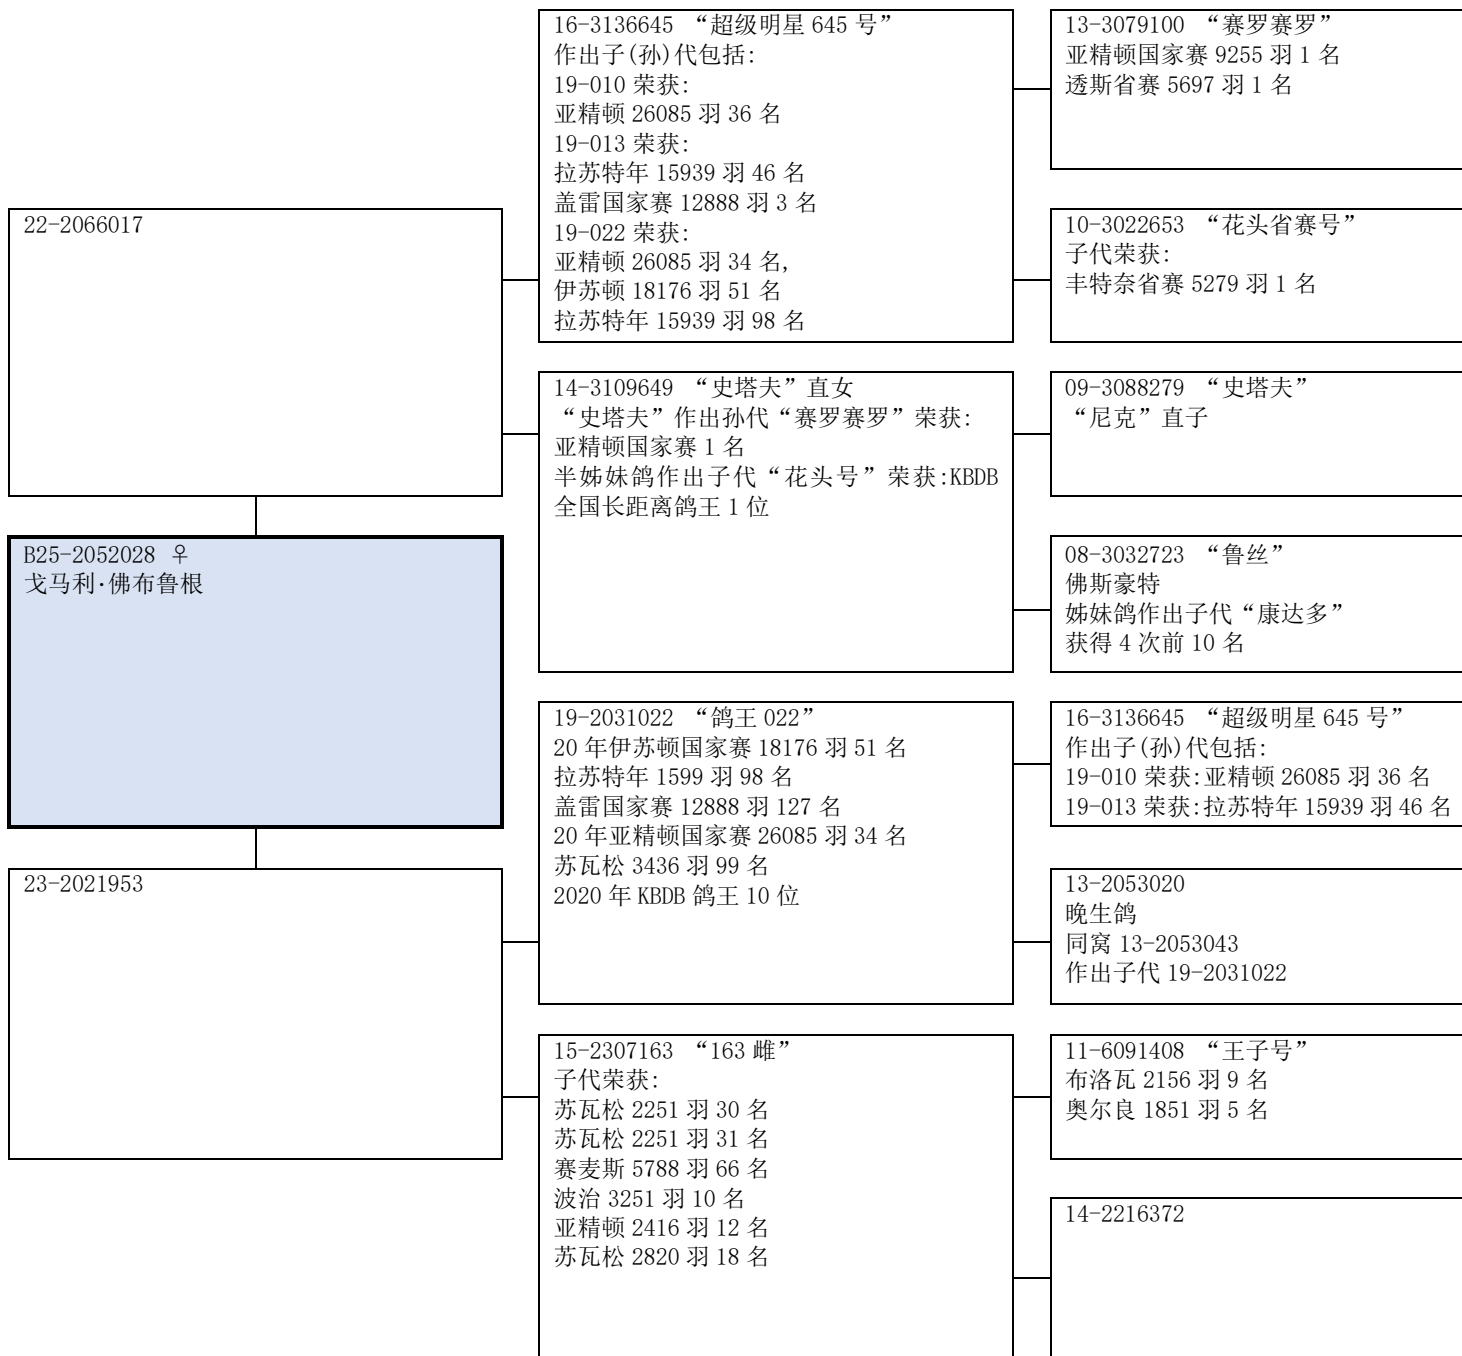 22-2066017
B25-2052028 ♀
戈马利·佛布鲁根
23-2021953
16-3136645 “超级明星 645 号”
作出子(孙)代包括:
19-010 荣获:
亚精顿 26085 羽 36 名
19-013 荣获:
拉苏特年 15939 羽 46 名
盖雷国家赛 12888 羽 3 名
19-022 荣获:
亚精顿 26085 羽 34 名,
伊苏顿 18176 羽 51 名
拉苏特年 15939 羽 98 名
14-3109649 “史塔夫”直女
“史塔夫”作出孙代“赛罗赛罗”荣获:
亚精顿国家赛 1 名
半姊妹鸽作出子代“花头号”荣获:KBDB
全国长距离鸽王 1 位
19-2031022 “鸽王 022”
20 年伊苏顿国家赛 18176 羽 51 名
拉苏特年 1599 羽 98 名
盖雷国家赛 12888 羽 127 名
20 年亚精顿国家赛 26085 羽 34 名
苏瓦松 3436 羽 99 名
2020 年 KBDB 鸽王 10 位
15-2307163 “163 雌”
子代荣获:
苏瓦松 2251 羽 30 名
苏瓦松 2251 羽 31 名
赛麦斯 5788 羽 66 名
波治 3251 羽 10 名
亚精顿 2416 羽 12 名
苏瓦松 2820 羽 18 名
13-3079100 “赛罗赛罗”
亚精顿国家赛 9255 羽 1 名
透斯省赛 5697 羽 1 名
10-3022653 “花头省赛号”
子代荣获:
丰特奈省赛 5279 羽 1 名
09-3088279 “史塔夫”
“尼克”直子
08-3032723 “鲁丝”
佛斯豪特
姊妹鸽作出子代“康达多”
获得 4 次前 10 名
16-3136645 “超级明星 645 号”
作出子(孙)代包括:
19-010 荣获:亚精顿 26085 羽 36 名
19-013 荣获:拉苏特年 15939 羽 46 名
13-2053020
晚生鸽
同窝 13-2053043
作出子代 19-2031022
11-6091408 “王子号”
布洛瓦 2156 羽 9 名
奥尔良 1851 羽 5 名
14-2216372